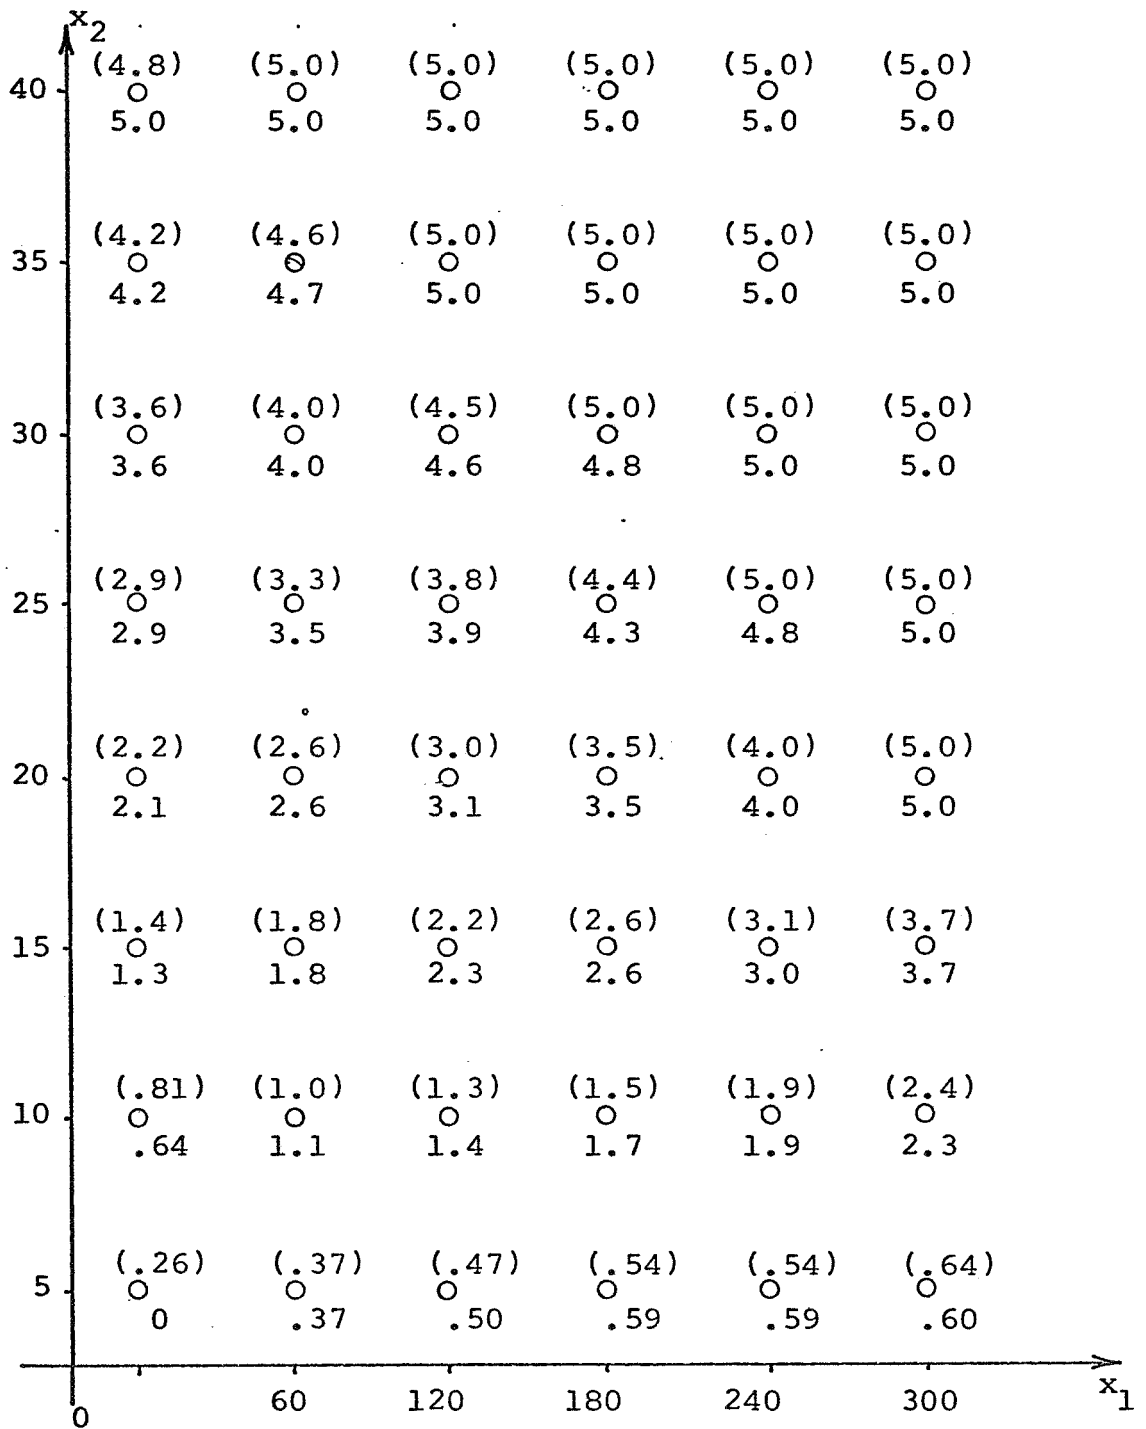 x2
(4.8) (5.0) (5.0) (5.0) (5.0) (5.0)
40
5.0 5.0 5.0 5.0 5.0 5.0
(4.2) (4.6) (5.0) (5.0) (5.0) (5.0)
35
4.2 4.7 5.0 5.0 5.0 5.0
(3.6) (4.0) (4.5) (5.0) (5.0) (5.0)
30
3.6 4.0 4.6 4.8 5.0 5.0
(2.9) (3.3) (3.8) (4.4) (5.0) (5.0)
25
2.9 3.5 3.9 4.3 4.8 5.0
(2.2) (2.6) (3.0) (3.5) (4.0) (5.0)
20
2.1 2.6 3.1 3.5 4.0 5.0
(1.4) (1.8) (2.2) (2.6) (3.1) (3.7)
15
1.3 1.8 2.3 2.6 3.0 3.7
(.81) (1.0) (1.3) (1.5) (1.9) (2.4)
10
.64 1.1 1.4 1.7 1.9 2.3
(.26) (.37) (.47) (.54) (.54) (.64)
5
0 .37 .50 .59 .59 .60
0 60 120 180 240 300 x1